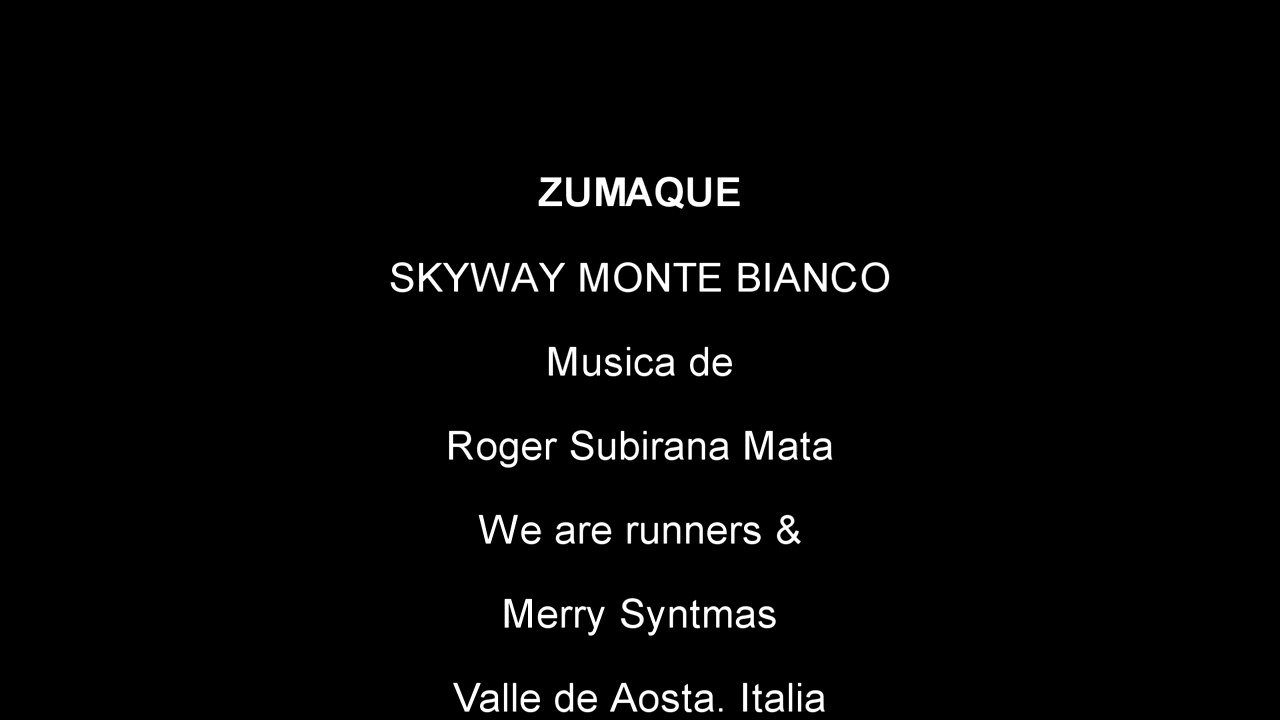 ZUMAQUE
SKYWAY MONTE BIANCO
Musica de
Roger Subirana Mata
We are runners &
Merry Syntmas
Valle de Aosta. Italia